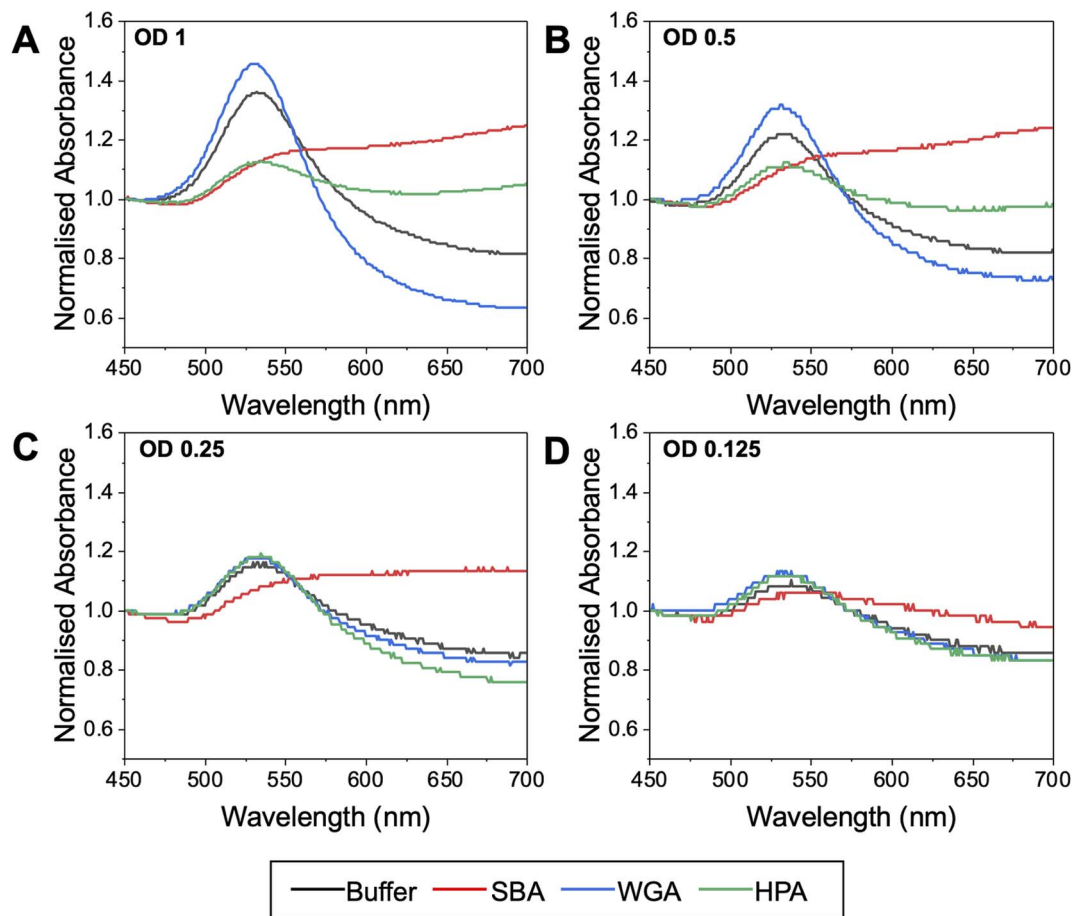 A
OD 1
1.6
1.4
1.2
1.0
0.8
0.6
Normalised Absorbance
450 500 550 600 650 700
Wavelength (nm)
B
OD 0.5
1.6
1.4
1.2
1.0
0.8
0.6
Normalised Absorbance
450 500 550 600 650 700
Wavelength (nm)
C
OD 0.25
1.6
1.4
1.2
1.0
0.8
0.6
Normalised Absorbance
450 500 550 600 650 700
Wavelength (nm)
D
OD 0.125
1.6
1.4
1.2
1.0
0.8
0.6
Normalised Absorbance
450 500 550 600 650 700
Wavelength (nm)
Buffer SBA WGA HPA